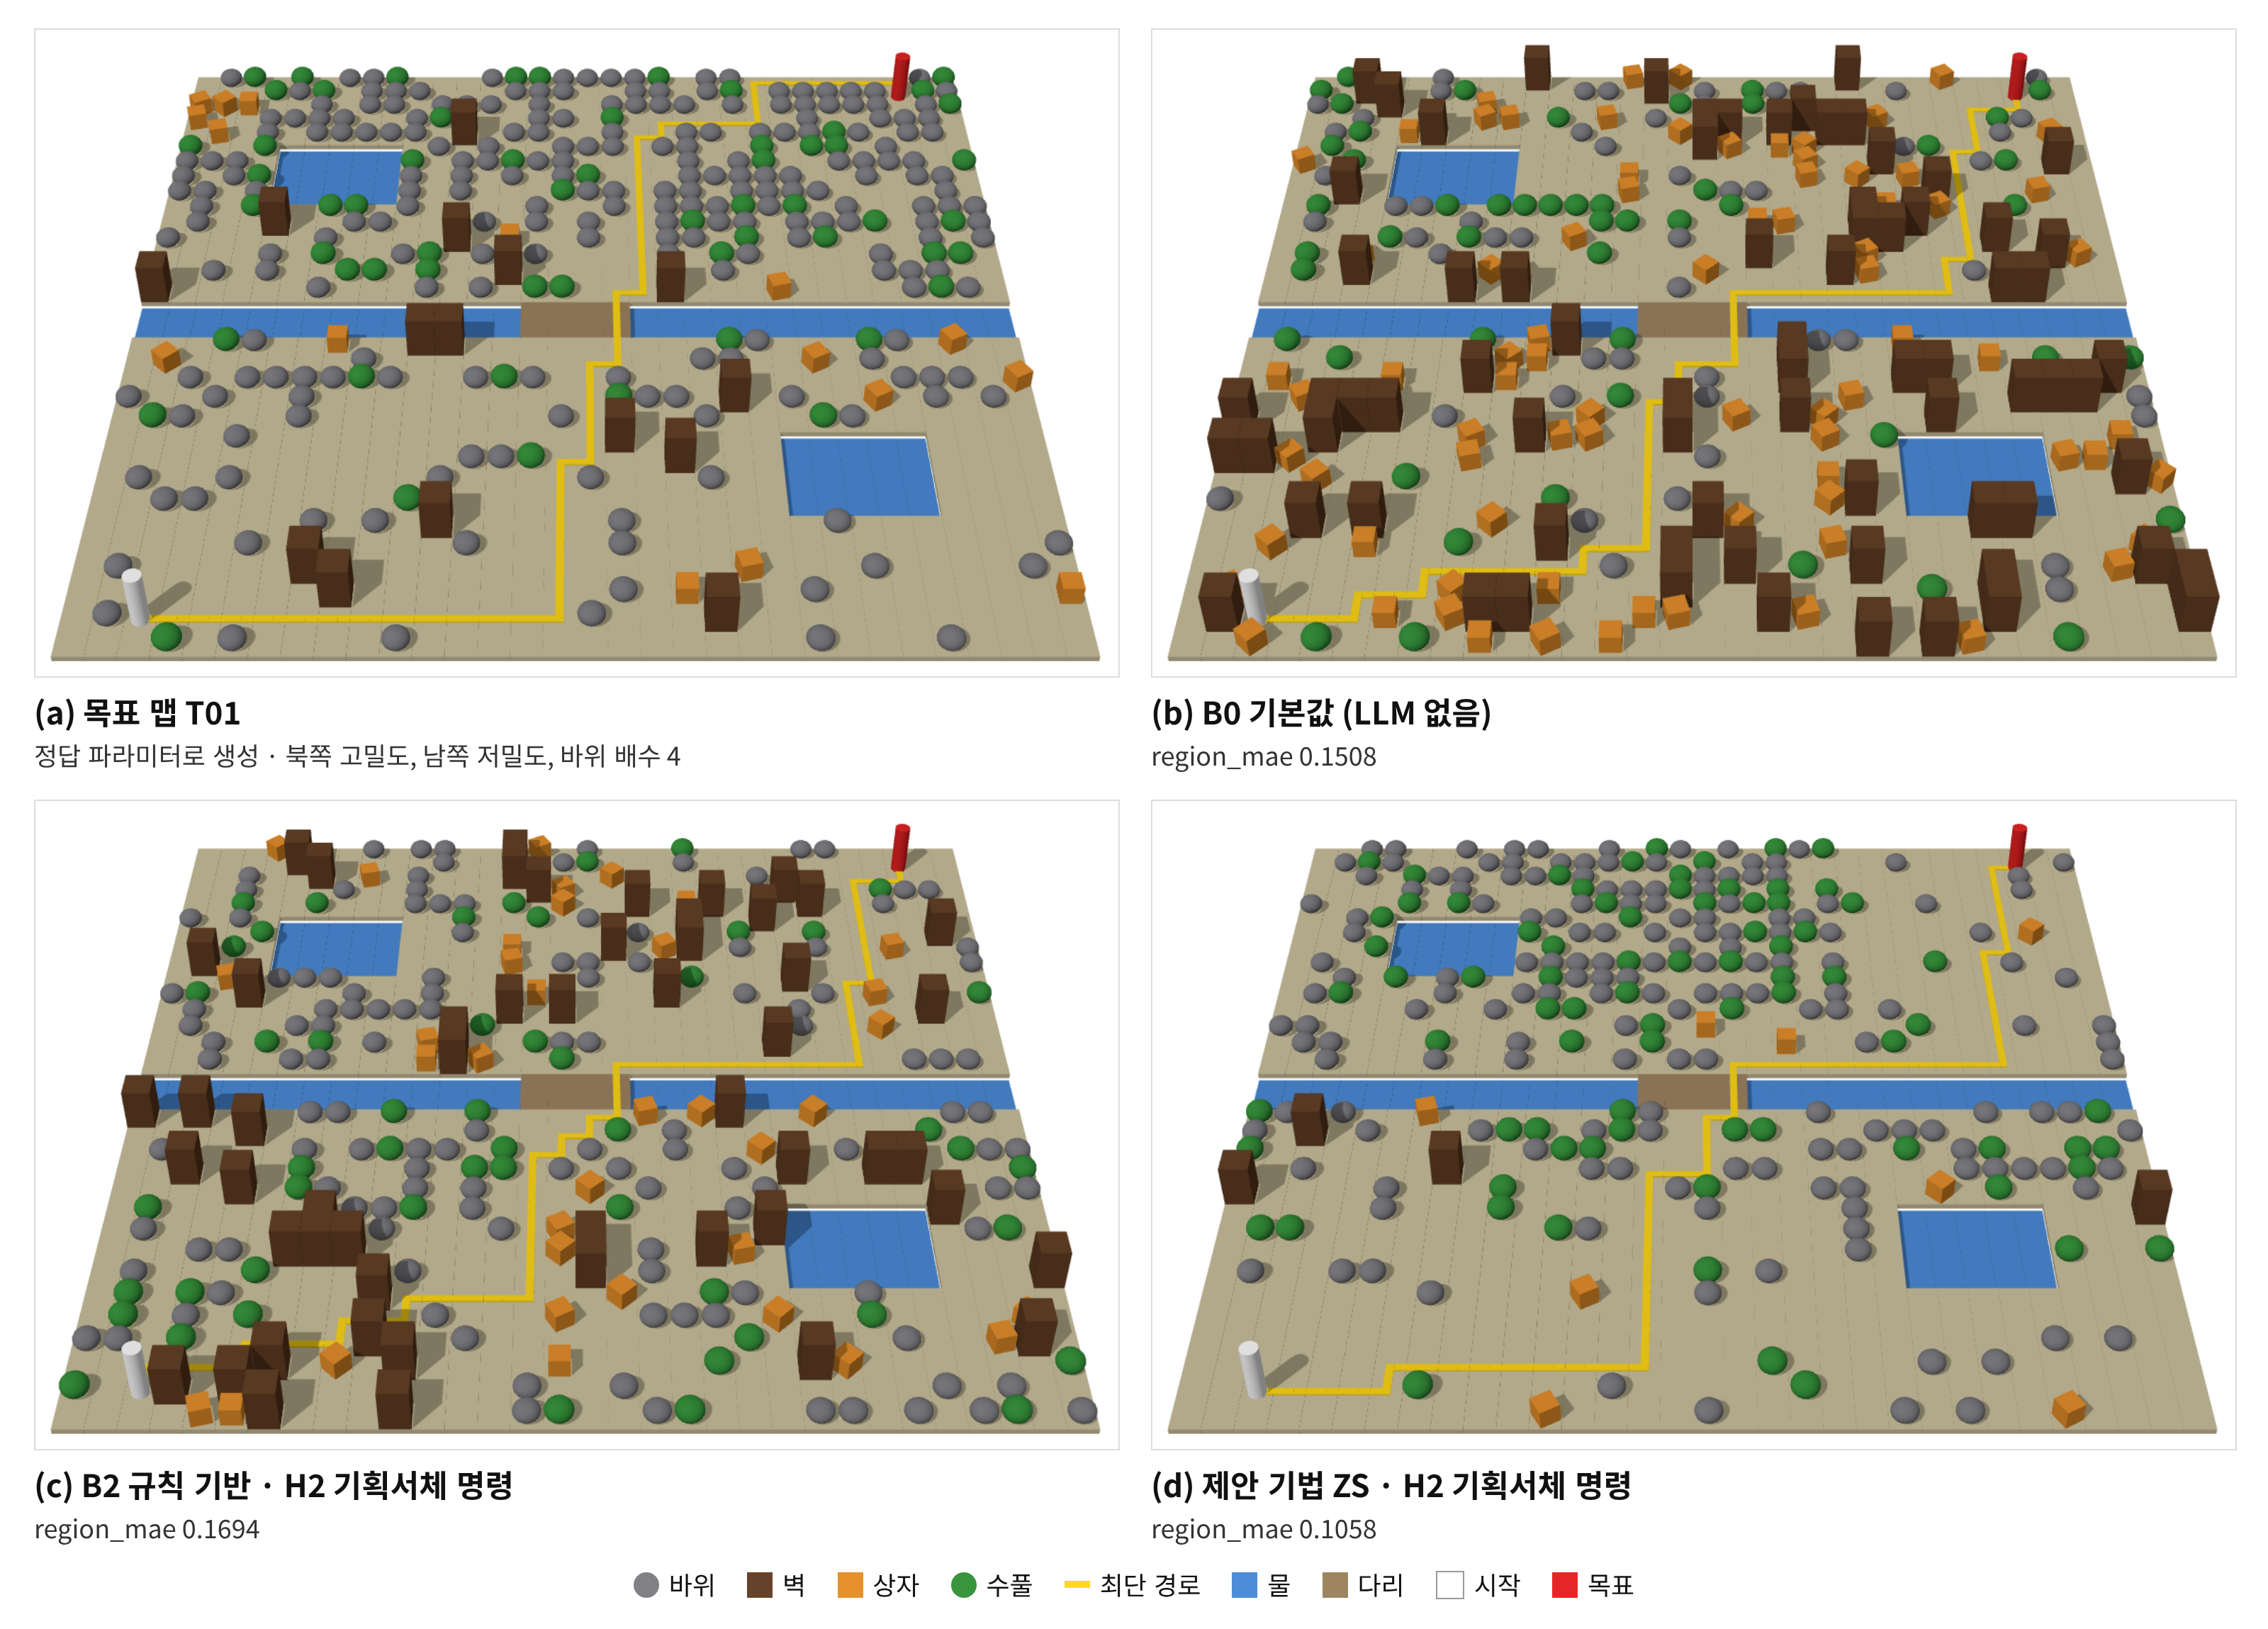 (a) 목표 맵 T01
정답 파라미터로 생성 · 북쪽 고밀도, 남쪽 저밀도, 바위 배수 4
(b) B0 기본값 (LLM 없음)
region_mae 0.1508
(c) B2 규칙 기반 · H2 기획서체 명령
region_mae 0.1694
(d) 제안 기법 ZS · H2 기획서체 명령
region_mae 0.1058
바위 벽 상자 수풀 최단 경로 물 다리 시작 목표